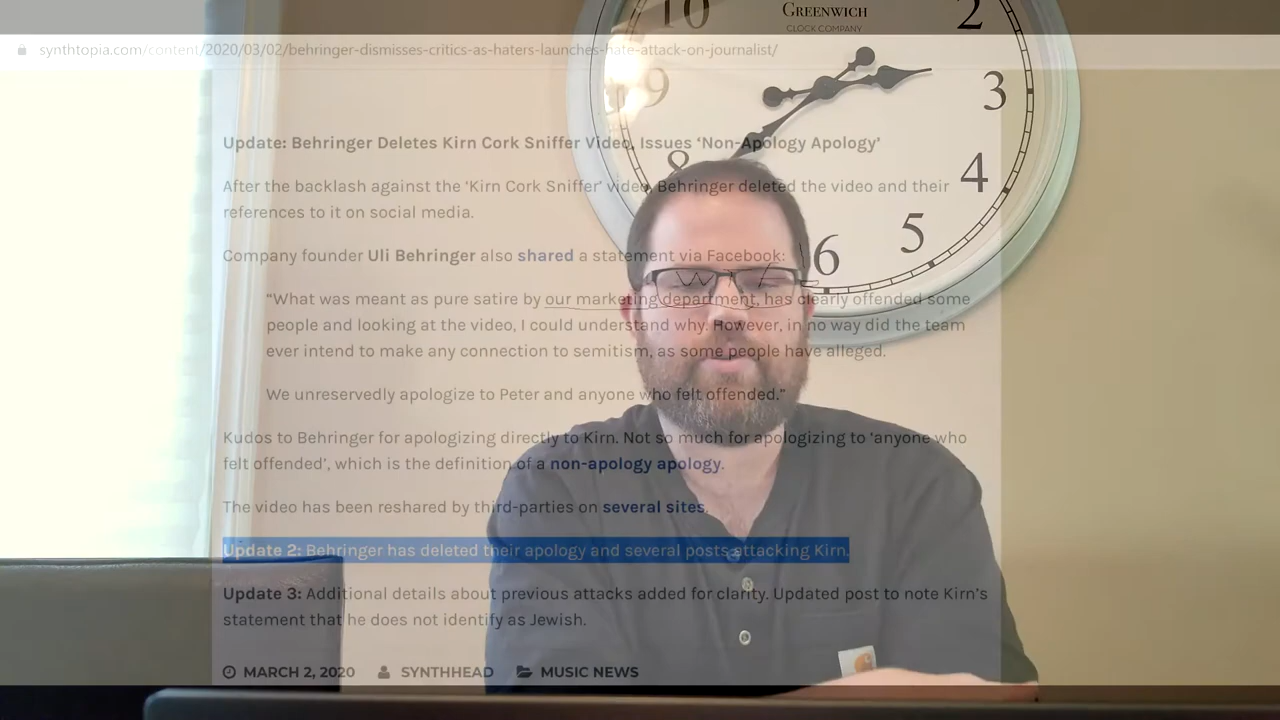 10
GREENWICH
CLOCK COMPANY
2
synthtopia.com/content/2020/03/02/behringer-dismisses-critics-as-haters-launches-hate-attack-on-journalist/
9
3
Update: Behringer Deletes Kirn Cork Sniffer Video, Issues ‘Non-Apology Apology’
8
4
After the backlash against the ‘Kirn Cork Sniffer’ video, Behringer deleted the video and their
references to it on social media.
5
Company founder Uli Behringer also shared a statement via Facebook:
6
“What was meant as pure satire by our marketing department, has clearly offended some
people and looking at the video, I could understand why. However, in no way did the team
ever intend to make any connection to semitism, as some people have alleged.
We unreservedly apologize to Peter and anyone who felt offended.”
Kudos to Behringer for apologizing directly to Kirn. Not so much for apologizing to ‘anyone who
felt offended’, which is the definition of a non-apology apology.
The video has been reshared by third-parties on several sites.
Update 2: Behringer has deleted their apology and several posts attacking Kirn.
Update 3: Additional details about previous attacks added for clarity. Updated post to note Kirn’s
statement that he does not identify as Jewish.
MARCH 2, 2020 SYNTHHEAD MUSIC NEWS